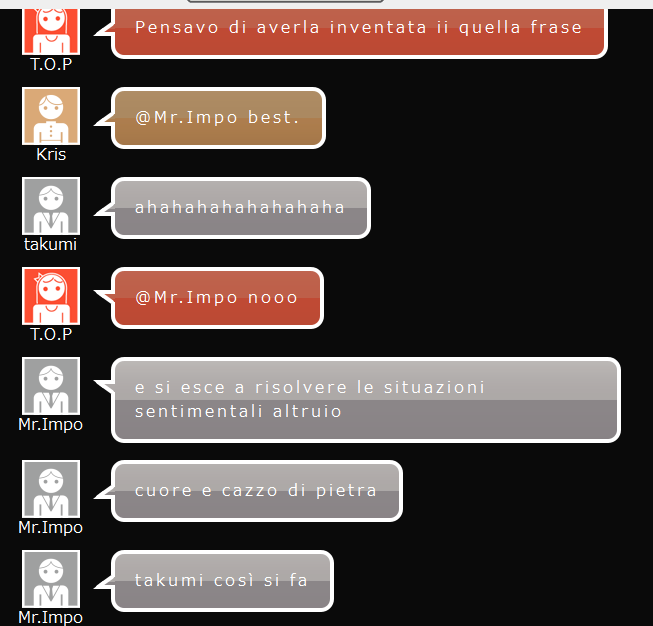 Pensavo di averla inventata ii quella frase
T.O.P
@Mr.Impo best.
Kris
ahahahahahahahaha
takumi
@Mr.Impo nooo
T.O.P
e si esce a risolvere le situazioni
sentimentali altruio
Mr.Impo
cuore e cazzo di pietra
Mr.Impo
takumi così si fa
Mr.Impo